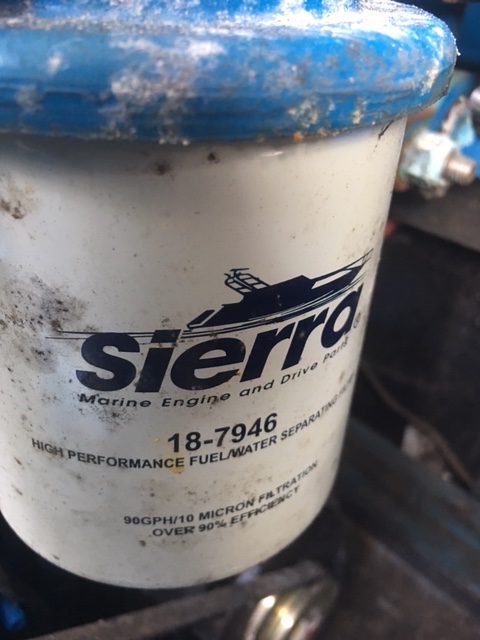 sierra®
Marine Engine and Drive Parts
18-7946
HIGH PERFORMANCE FUEL/WATER SEPARATING
90GPH/10 MICRON FILTRATION
OVER 90% EFFICIENCY